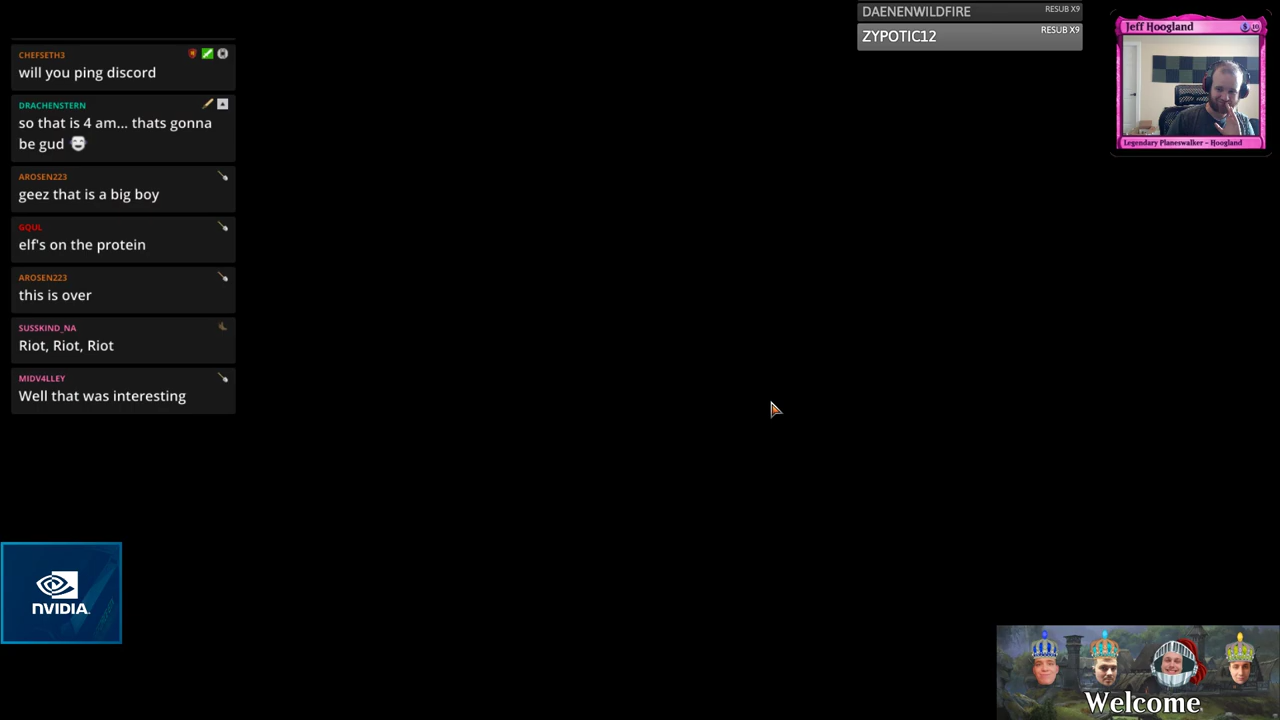 CHEFSETH3
will you ping discord
DRACHENSTERN
so that is 4 am... thats gonna
be gud
AROSEN223
geez that is a big boy
GQUL
elf's on the protein
AROSEN223
this is over
SUSSKIND_NA
Riot, Riot, Riot
MIDV4LLEY
Well that was interesting
NVIDIA.
DAENENWILDFIRE RESUB X9
ZYPOTIC12 RESUB X9
Jeff Hoogland
Legendary Planeswalker - Hoogland
Welcome